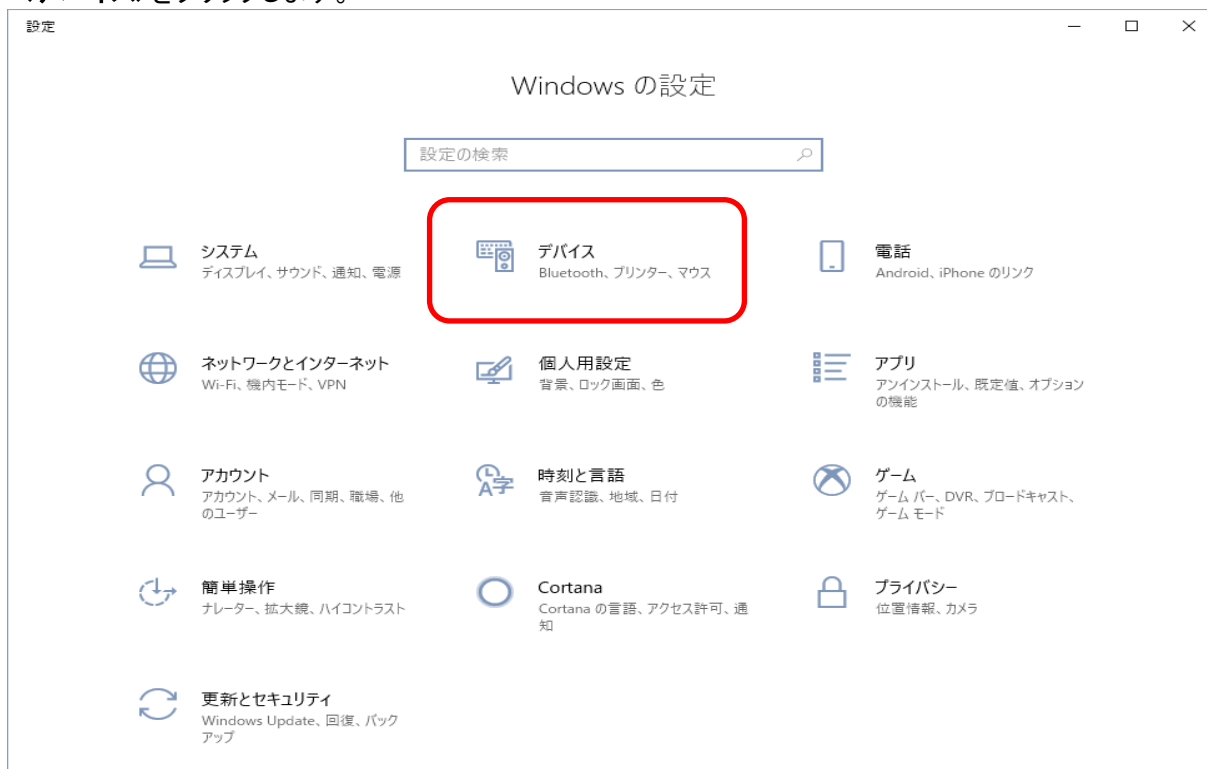 をクリックします。
設定
Windows の設定
設定の検索
システム
ディスプレイ、サウンド、通知、電源
デバイス
Bluetooth、プリンター、マウス
電話
Android、iPhone のリンク
ネットワークとインターネット
Wi-Fi、機内モード、VPN
個人用設定
背景、ロック画面、色
アプリ
アンインストール、既定値、オプション
の機能
アカウント
アカウント、メール、同期、職場、他
のユーザー
時刻と言語
音声認識、地域、日付
ゲーム
ゲーム バー、DVR、ブロードキャスト、
ゲーム モード
簡単操作
ナレーター、拡大鏡、ハイコントラスト
Cortana
Cortana の言語、アクセス許可、通
知
プライバシー
位置情報、カメラ
更新とセキュリティ
Windows Update、回復、バック
アップ